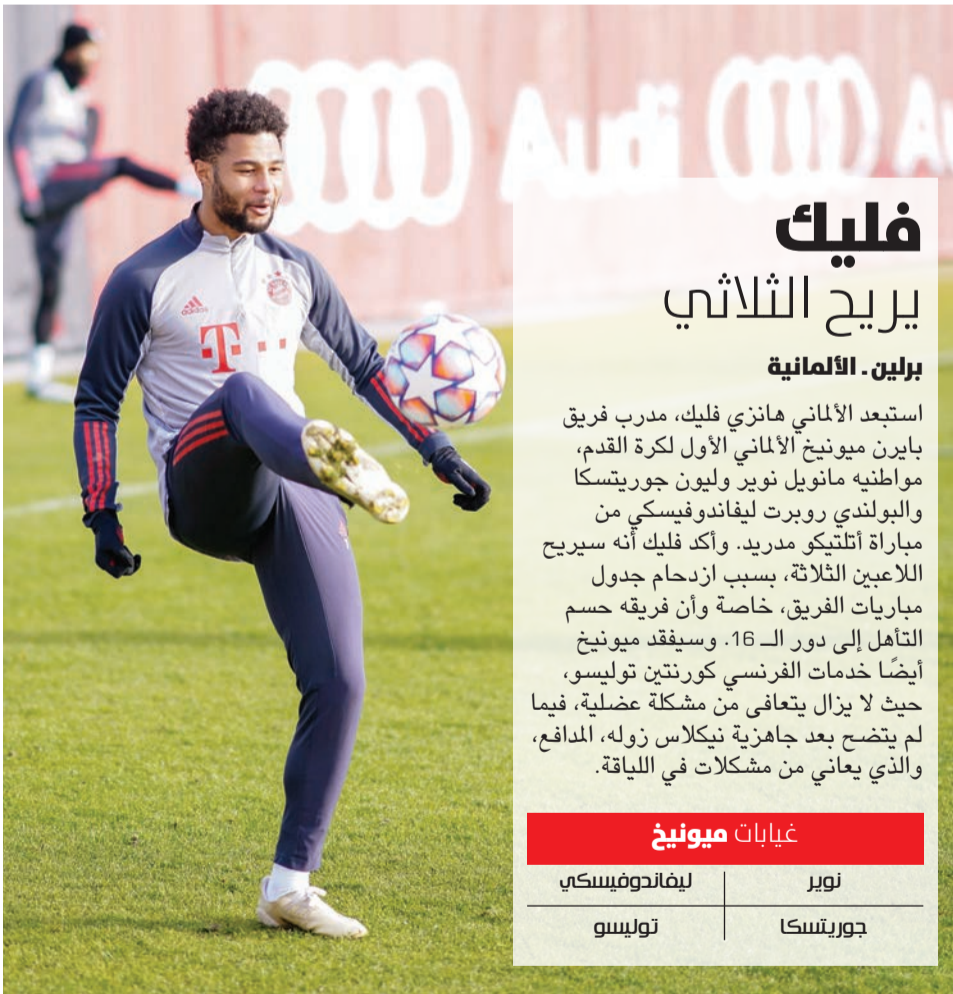 Audi
Au
adidas
T
فليك
يريح الثلاثي
برلين. الألمانية
استبعد الألماني هانزي فليك، مدرب فريق
بايرن ميونيخ الألماني الأول لكرة القدم،
مواطنيه مانويل نوير وليون جوريتسكا
والبولندي روبرت ليفاندوفيسكي من
مباراة أتلتيكو مدريد. وأكد فليك أنه سيريح
اللاعبين الثلاثة، بسبب ازدحام جدول
مباريات الفريق، خاصة وأن فريقه حسم
التأهل إلى دور الـ 16. وسيفقد ميونيخ
أيضًا خدمات الفرنسي كورنتين توليسو،
حيث لا يزال يتعافى من مشكلة عضلية، فيما
لم يتضح بعد جاهزية نيكلاس زوله، المدافع،
والذي يعاني من مشكلات في اللياقة.
غيابات ميونيخ
نوير ليفاندوفيسكي
جوريتسكا توليسو